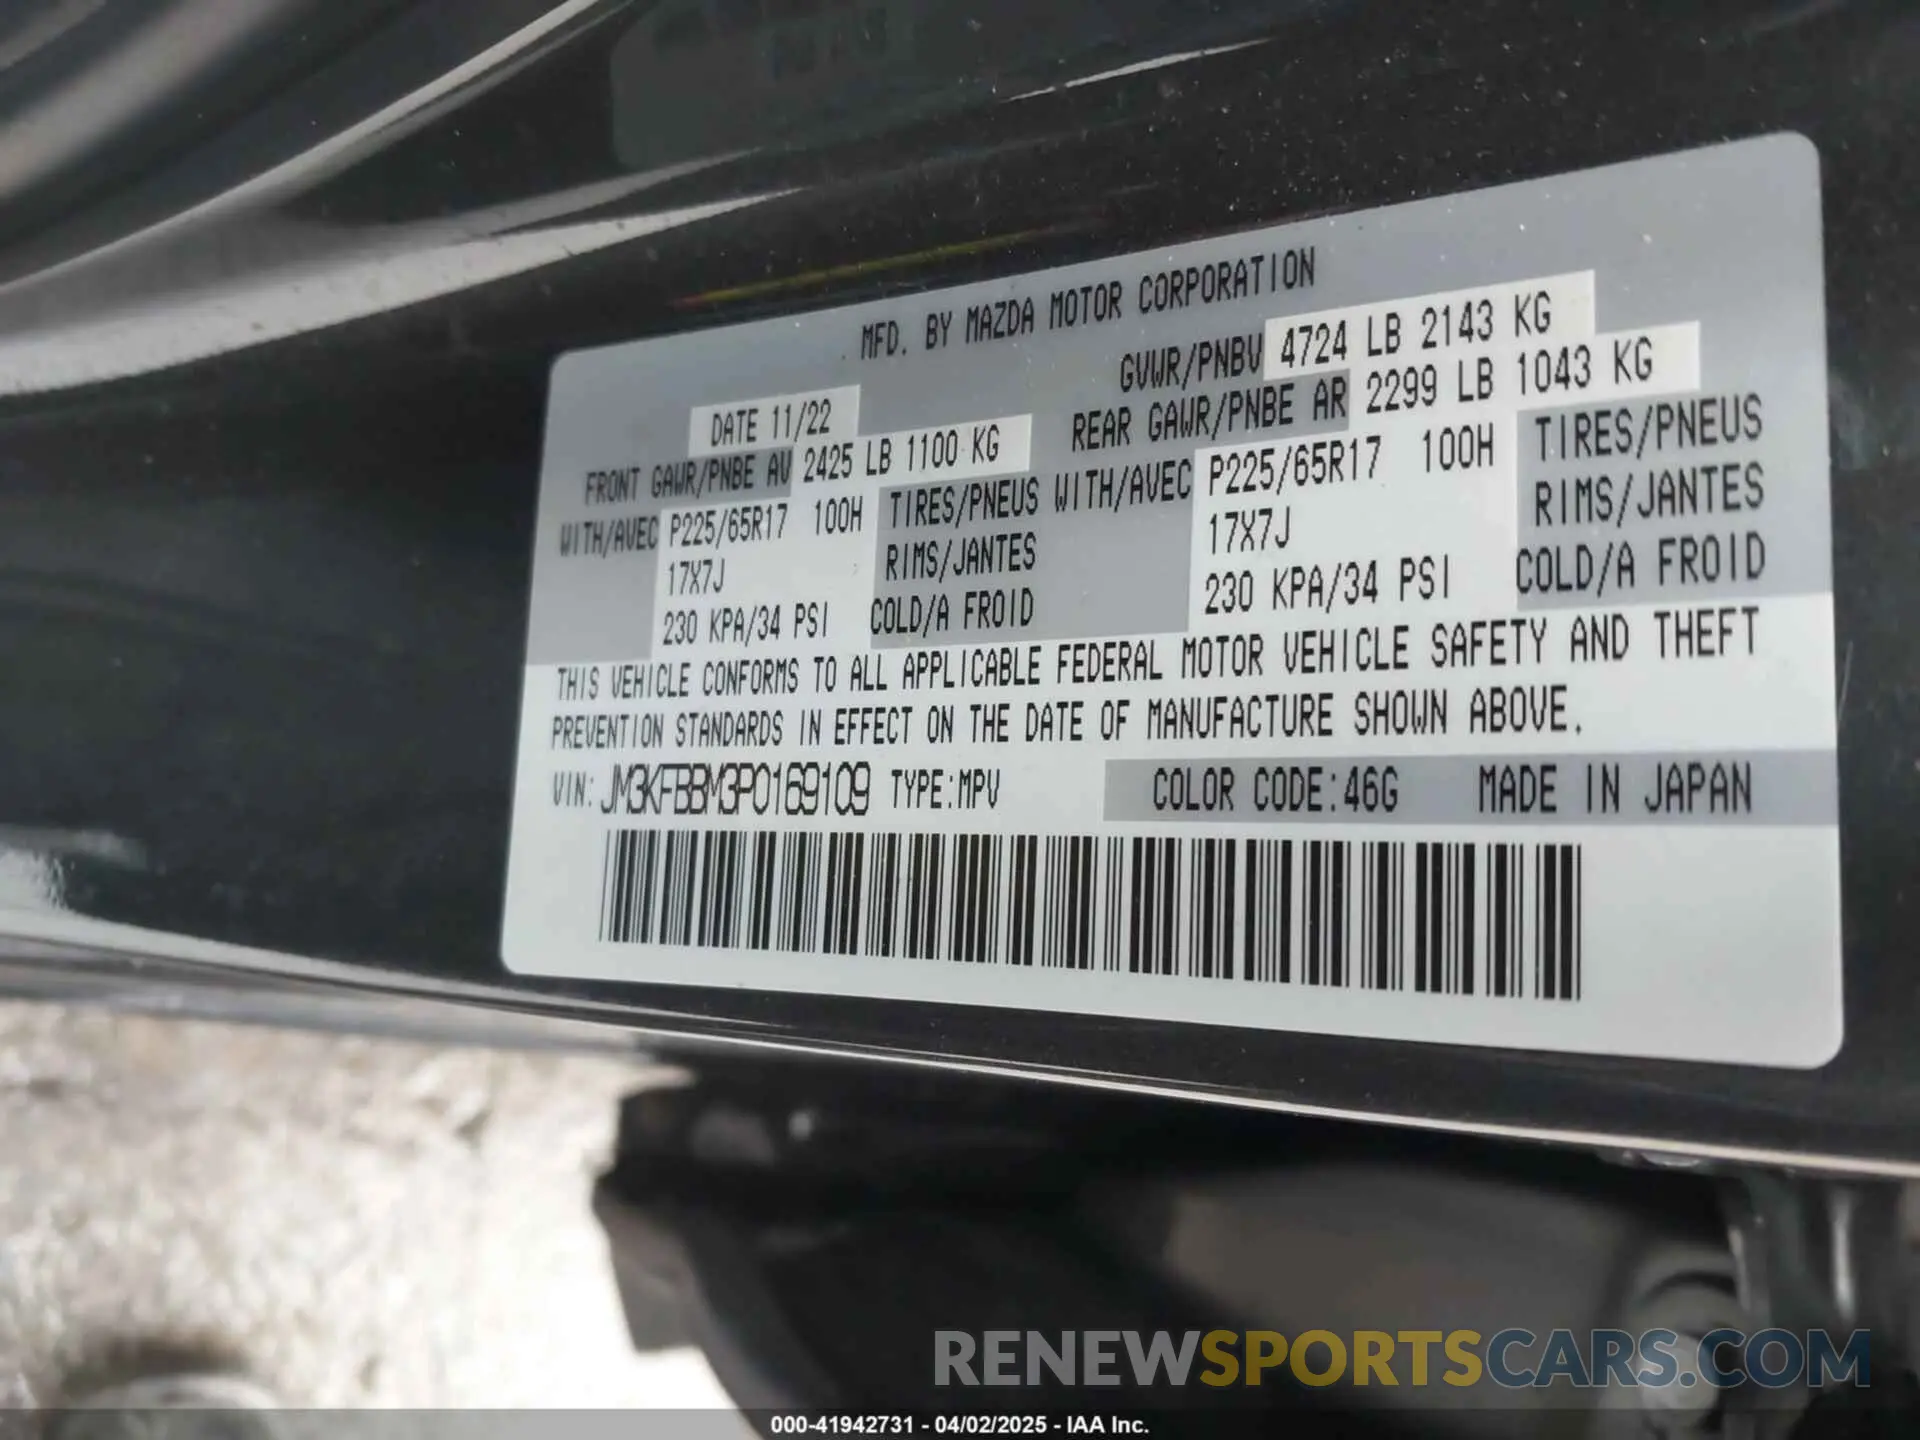 MFD. BY MAZDA MOTOR CORPORATION
DATE 11/22
GVWR/PNBV 4724 LB 2143 KG
FRONT GAWR/PNBE AV 2425 LB 1100 KG
REAR GAWR/PNBE AR 2299 LB 1043 KG
WITH/AVEC P225/65R17 100H TIRES/PNEUS WITH/AVEC P225/65R17 100H TIRES/PNEUS
17X7J RIMS/JANTES 17X7J RIMS/JANTES
230 KPA/34 PSI COLD/A FROID 230 KPA/34 PSI COLD/A FROID
THIS VEHICLE CONFORMS TO ALL APPLICABLE FEDERAL MOTOR VEHICLE SAFETY AND THEFT
PREVENTION STANDARDS IN EFFECT ON THE DATE OF MANUFACTURE SHOWN ABOVE.
VIN: JM3KFBBM3P0169109 TYPE:MPV COLOR CODE:46G MADE IN JAPAN
RENEWSPORTSCARS.COM
000-41942731 - 04/02/2025 - IAA Inc.